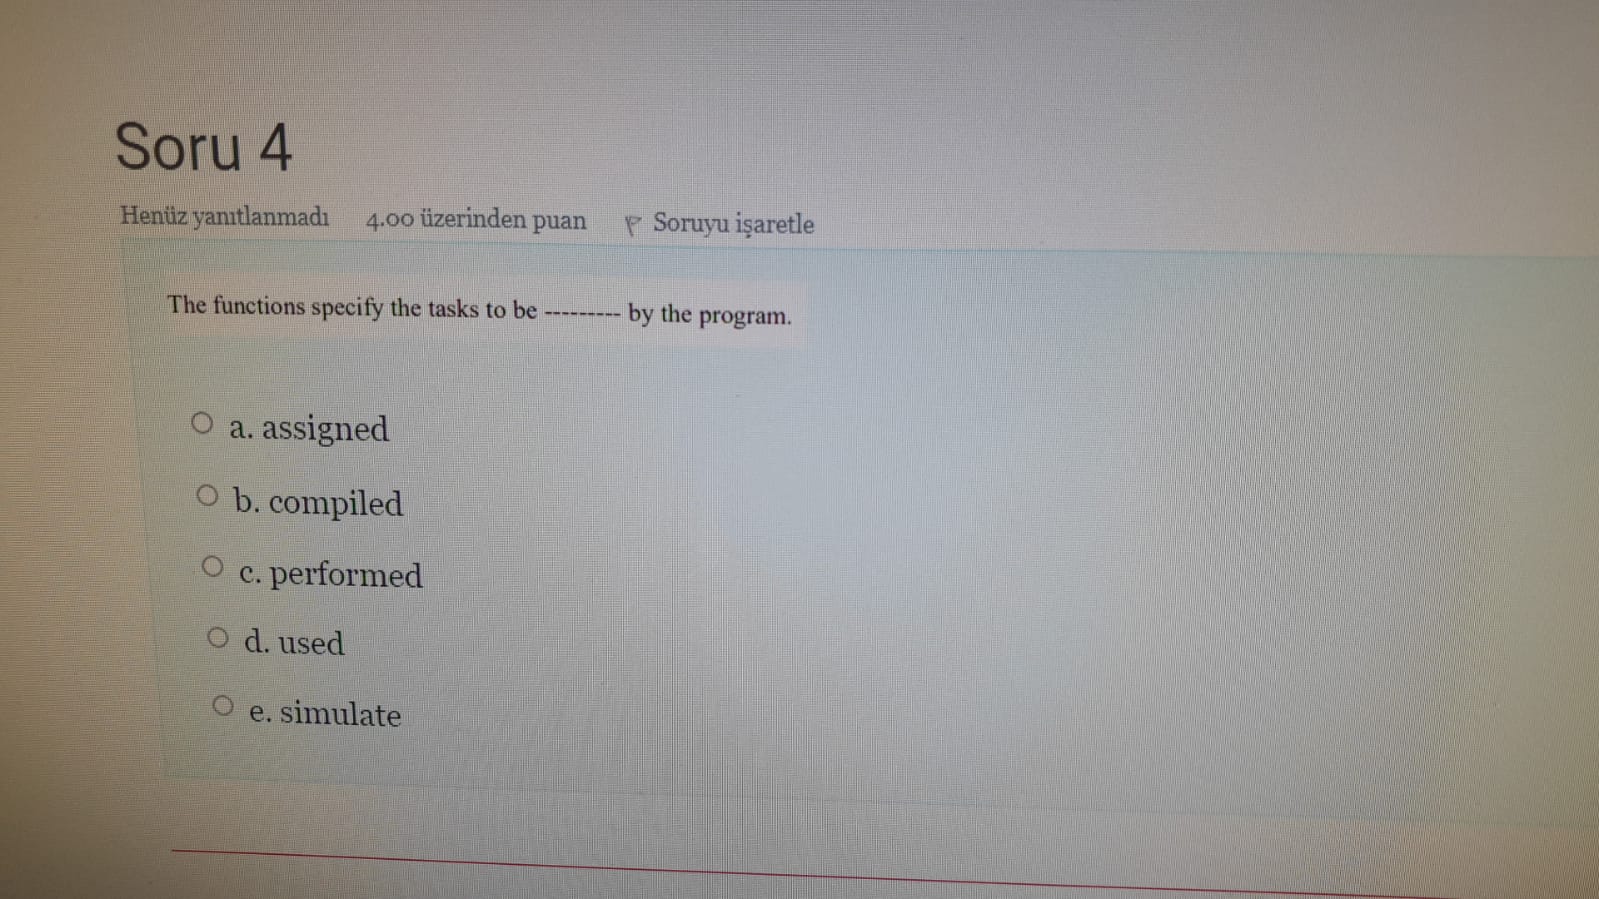 Soru 4
Henüz yanıtlanmadı 4.00 üzerinden puan Soruyu işaretle
The functions specify the tasks to be --------- by the program.
a. assigned
b. compiled
c. performed
d. used
e. simulate